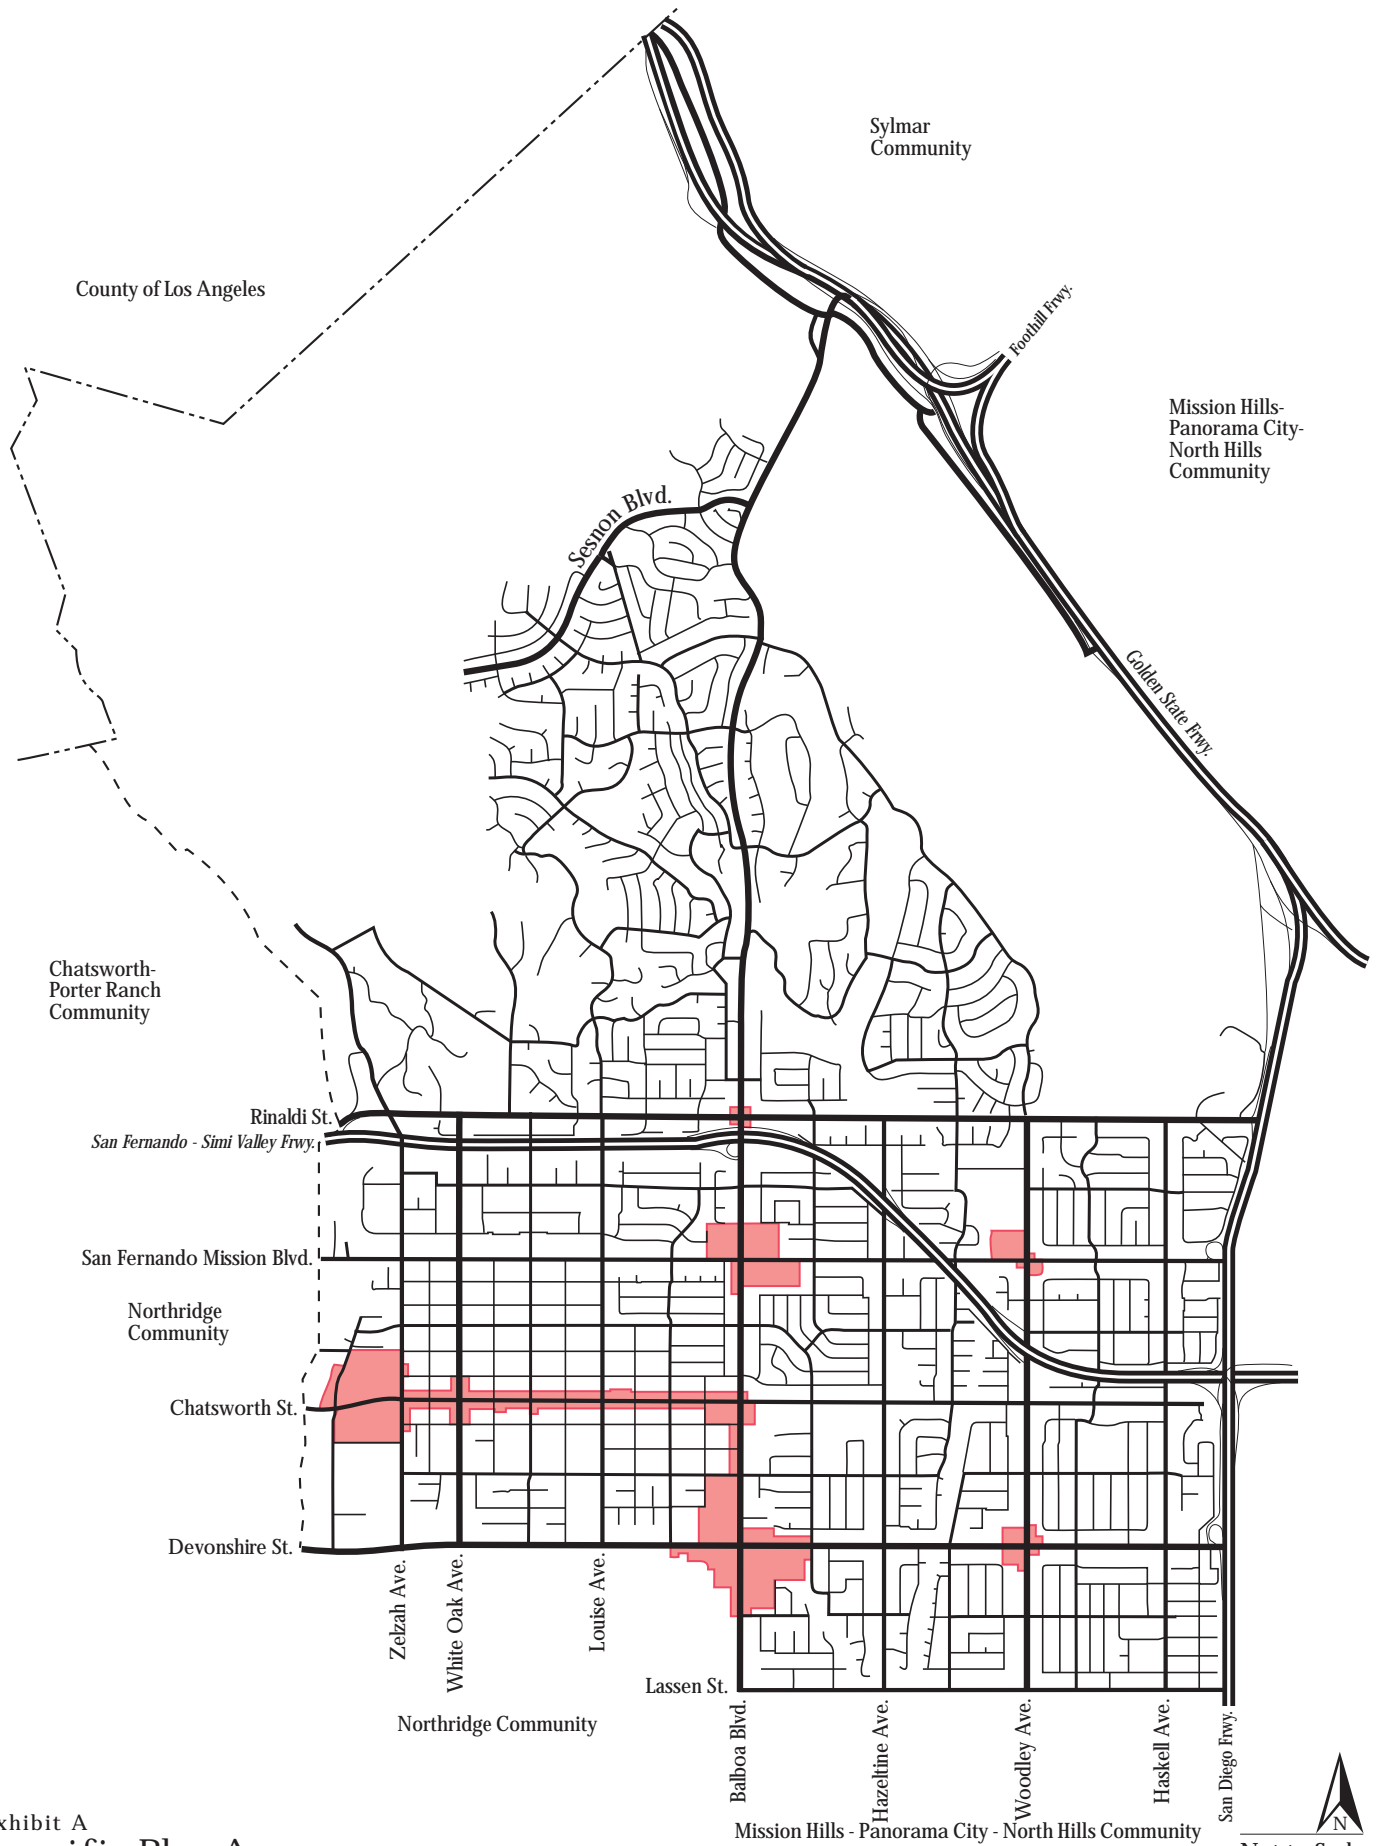 Sylmar
Community
County of Los Angeles
Foothill Frwy.
Mission Hills-
Panorama City-
North Hills
Community
Sesnon Blvd.
Golden State Frwy.
Chatsworth-
Porter Ranch
Community
Rinaldi St.
San Fernando - Simi Valley Frwy.
San Fernando Mission Blvd.
Northridge
Community
Chatsworth St.
Devonshire St.
Zelzah Ave.
White Oak Ave.
Louise Ave.
Lassen St.
Northridge Community
Balboa Blvd.
Hazeltine Ave.
Woodley Ave.
Haskell Ave.
San Diego Frwy.
Mission Hills - Panorama City - North Hills Community
N
xhibit A